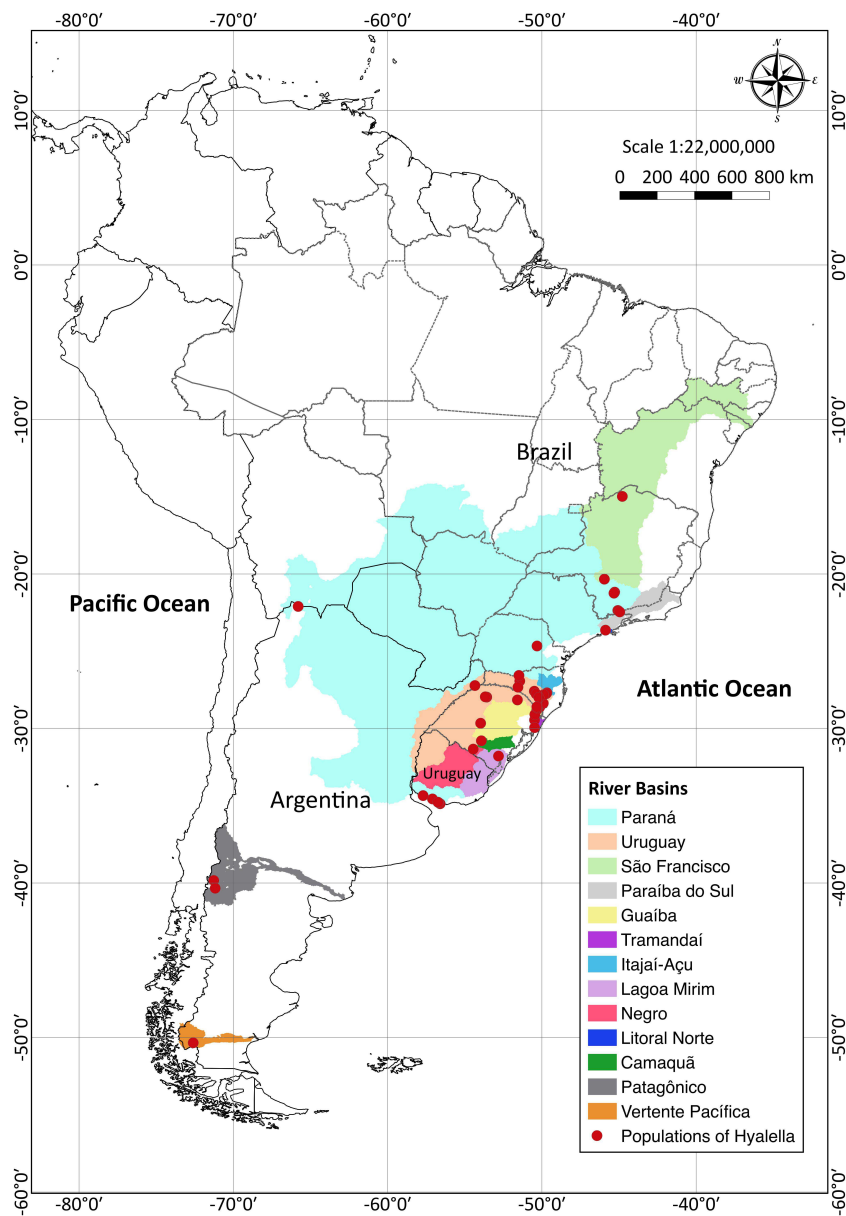 -80°0′ -70°0′ -60°0′ -50°0′ -40°0′
N
W E
S
Scale 1:22,000,000
0 200 400 600 800 km
10°0′
0°0′
-10°0′
-20°0′
-30°0′
-40°0′
-50°0′
-60°0′
10°0′
0°0′
-10°0′
-20°0′
-30°0′
-40°0′
-50°0′
-60°0′
Brazil
Pacific Ocean
Atlantic Ocean
Uruguay
Argentina
River Basins
Paraná
Uruguay
São Francisco
Paraíba do Sul
Guaíba
Tramandaí
Itajaí-Açu
Lagoa Mirim
Negro
Litoral Norte
Camaquã
Patagônico
Vertente Pacífica
Populations of Hyalella
-80°0′ -70°0′ -60°0′ -50°0′ -40°0′